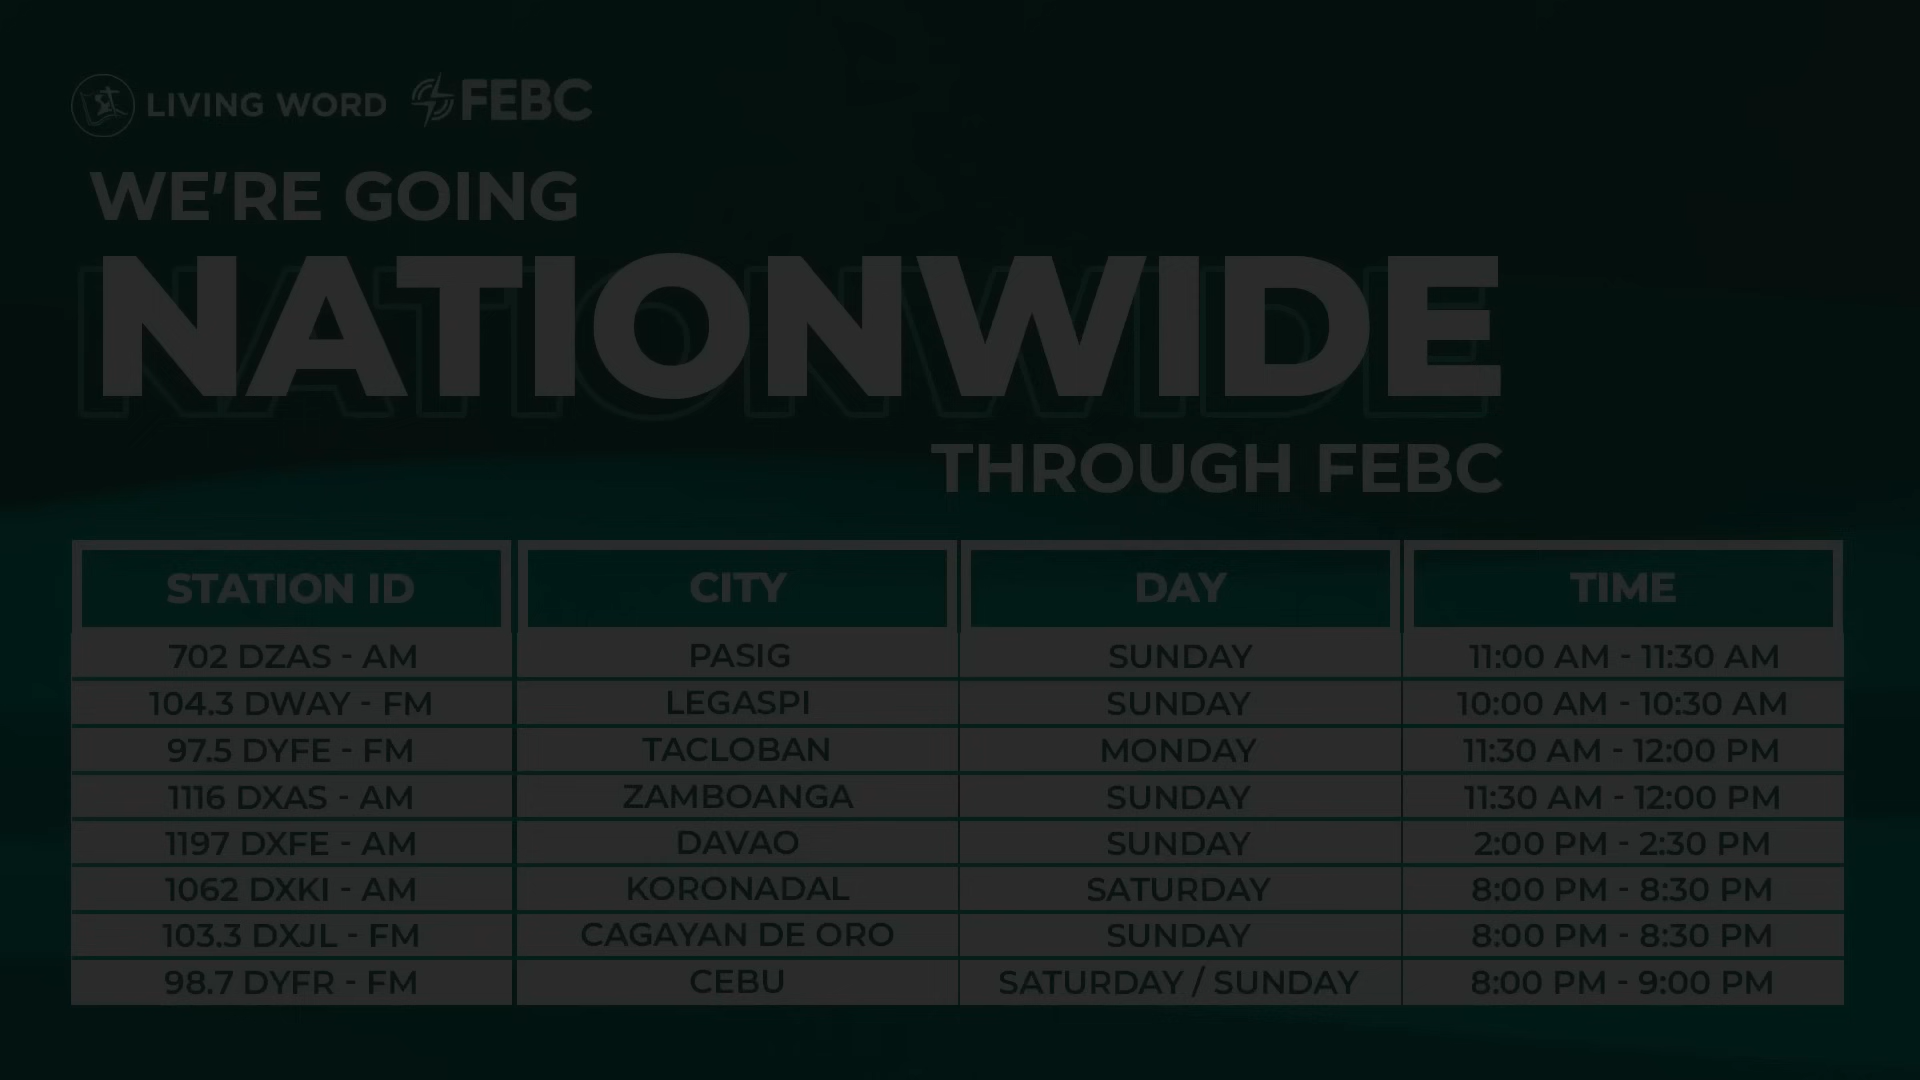 LIVING WORD FEBC
WE'RE GOING
NATIONWIDE
THROUGH FEBC
STATION ID CITY DAY TIME
702 DZAS - AM PASIG SUNDAY 11:00 AM - 11:30 AM
104.3 DWAY - FM LEGASPI SUNDAY 10:00 AM - 10:30 AM
97.5 DYFE - FM TACLOBAN MONDAY 11:30 AM - 12:00 PM
1116 DXAS - AM ZAMBOANGA SUNDAY 11:30 AM - 12:00 PM
1197 DXFE - AM DAVAO SUNDAY 2:00 PM - 2:30 PM
1062 DXKI - AM KORONADAL SATURDAY 8:00 PM - 8:30 PM
103.3 DXJL - FM CAGAYAN DE ORO SUNDAY 8:00 PM - 8:30 PM
98.7 DYFR - FM CEBU SATURDAY / SUNDAY 8:00 PM - 9:00 PM